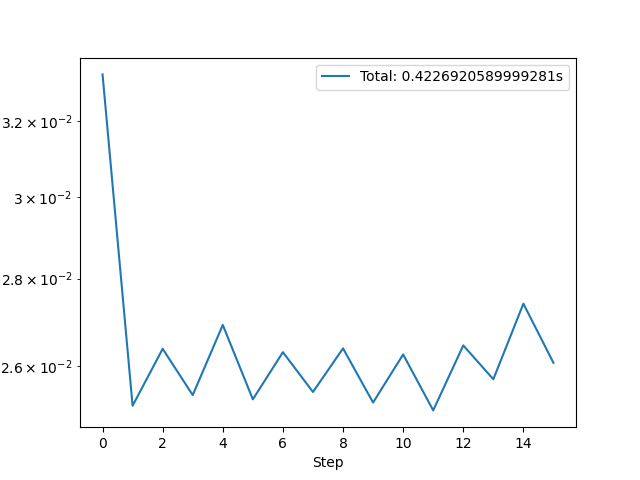 Total: 0.4226920589999281s
3.2 × 10⁻²
3 × 10⁻²
2.8 × 10⁻²
2.6 × 10⁻²
0 2 4 6 8 10 12 14
Step